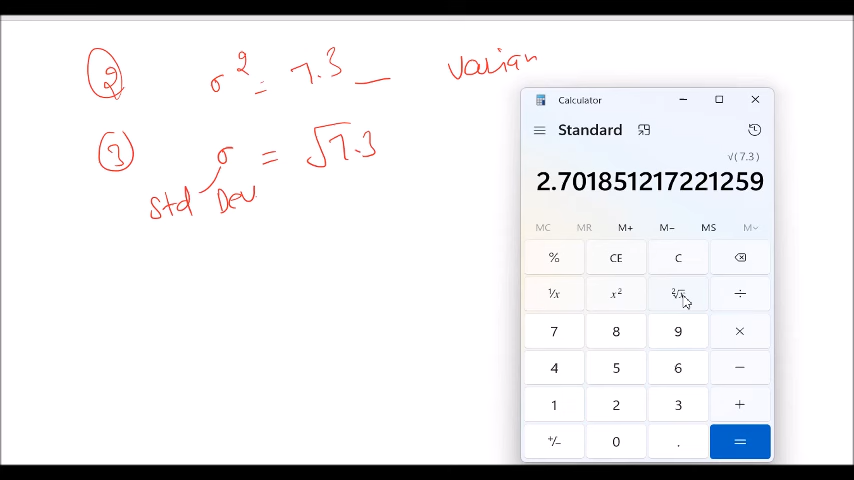 ② σ² = 7.3 _ varian
③ σ = √7.3
std Dev
Calculator
Standard
√(7.3)
2.701851217221259
MC MR M+ M− MS M˅
% CE C
¹/x x² ²√x ÷
7 8 9 ×
4 5 6 −
1 2 3 +
+/− 0 . =